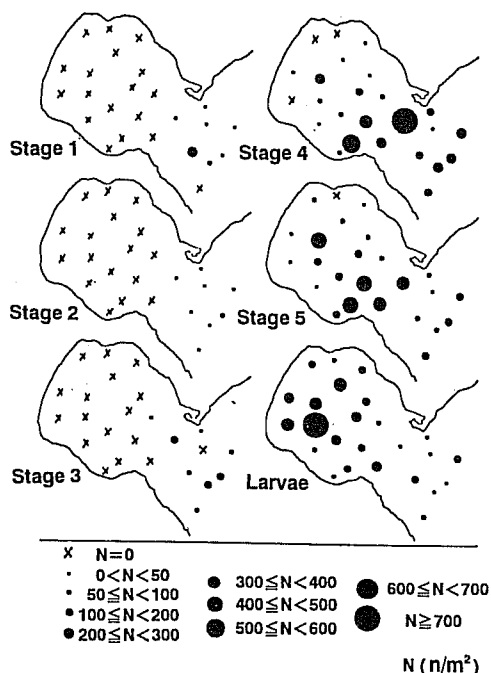 Stage 1
Stage 4
Stage 2
Stage 5
Stage 3
Larvae
x N=0
0<N<50
50≦N<100
100≦N<200
200≦N<300
300≦N<400
400≦N<500
500≦N<600
600≦N<700
N≧700
N (n/m²)